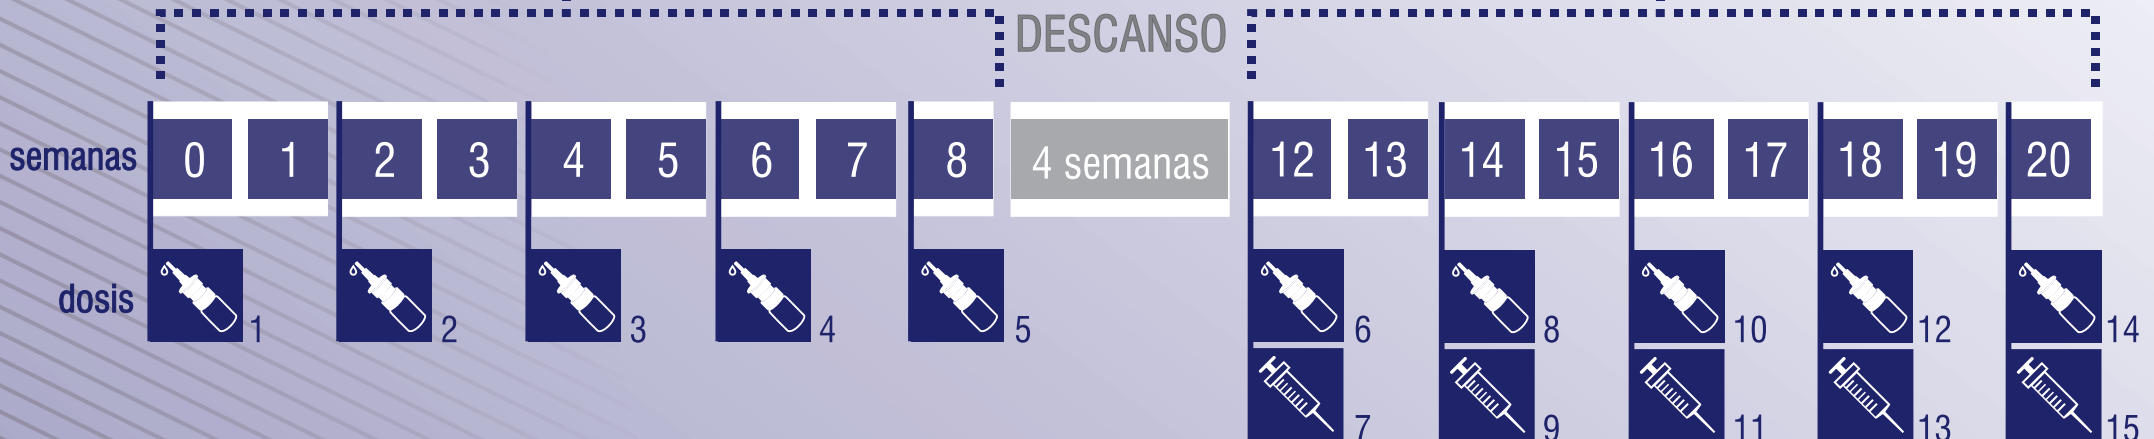 DESCANSO
semanas 0 1 2 3 4 5 6 7 8 4 semanas 12 13 14 15 16 17 18 19 20
dosis 1 2 3 4 5 6 8 10 12 14
7 9 11 13 15